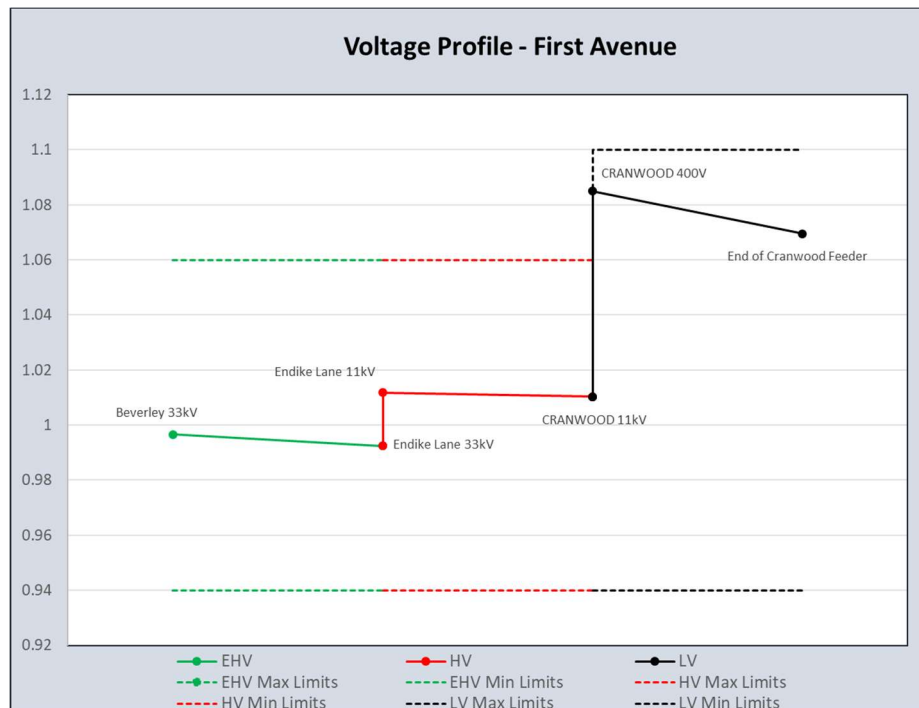 Voltage Profile - First Avenue
1.12
1.1
CRANWOOD 400V
1.08
End of Cranwood Feeder
1.06
1.04
1.02
Endike Lane 11kV
Beverley 33kV
CRANWOOD 11kV
1
Endike Lane 33kV
0.98
0.96
0.94
0.92
EHV HV LV
EHV Max Limits EHV Min Limits HV Max Limits
HV Min Limits LV Max Limits LV Min Limits